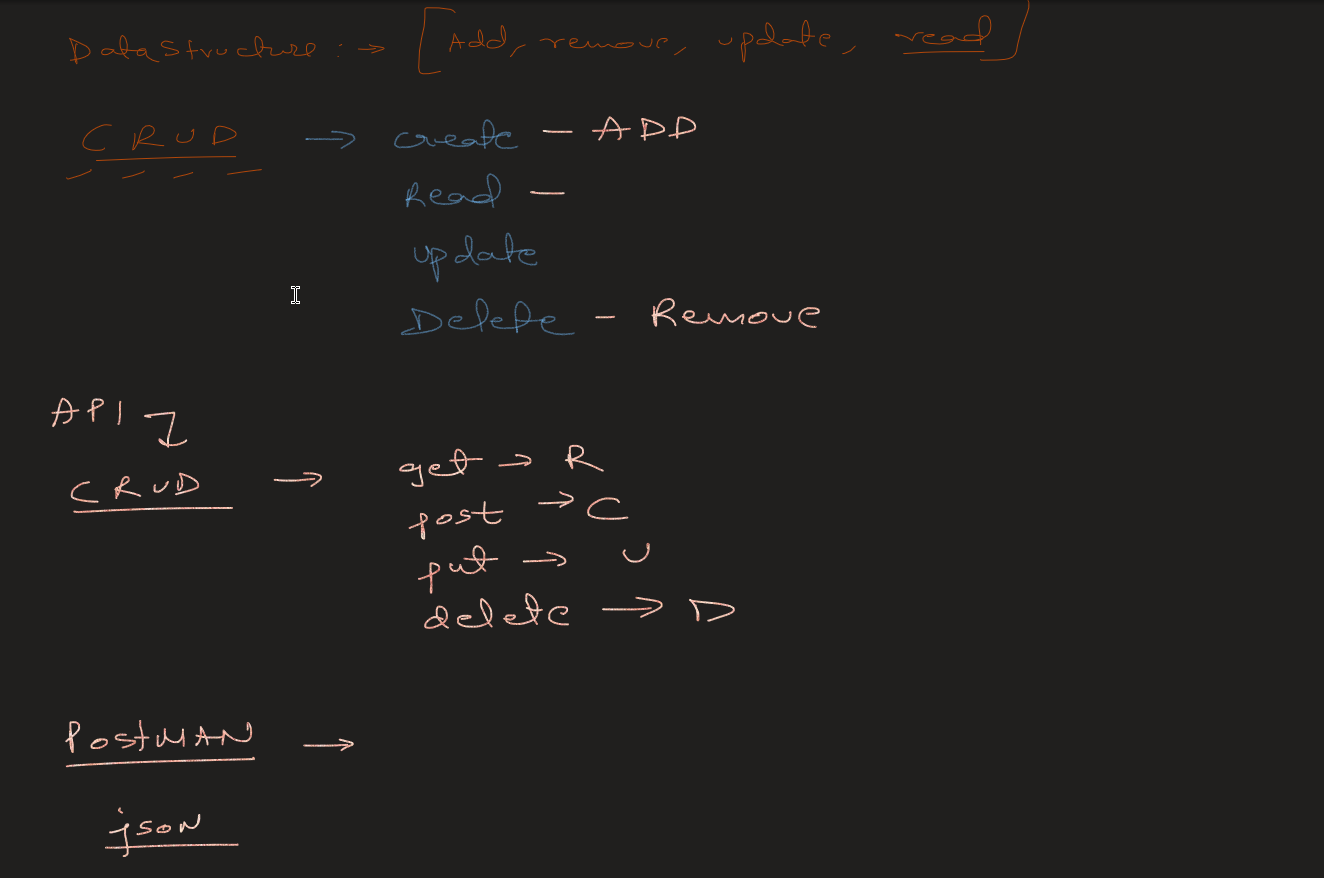 DataStructure : → [Add, remove, update, read]
CRUD → create - ADD
Read -
update
Delete - Remove
API
CRUD → get → R
post → C
put → U
delete → D
PostMAN →
json